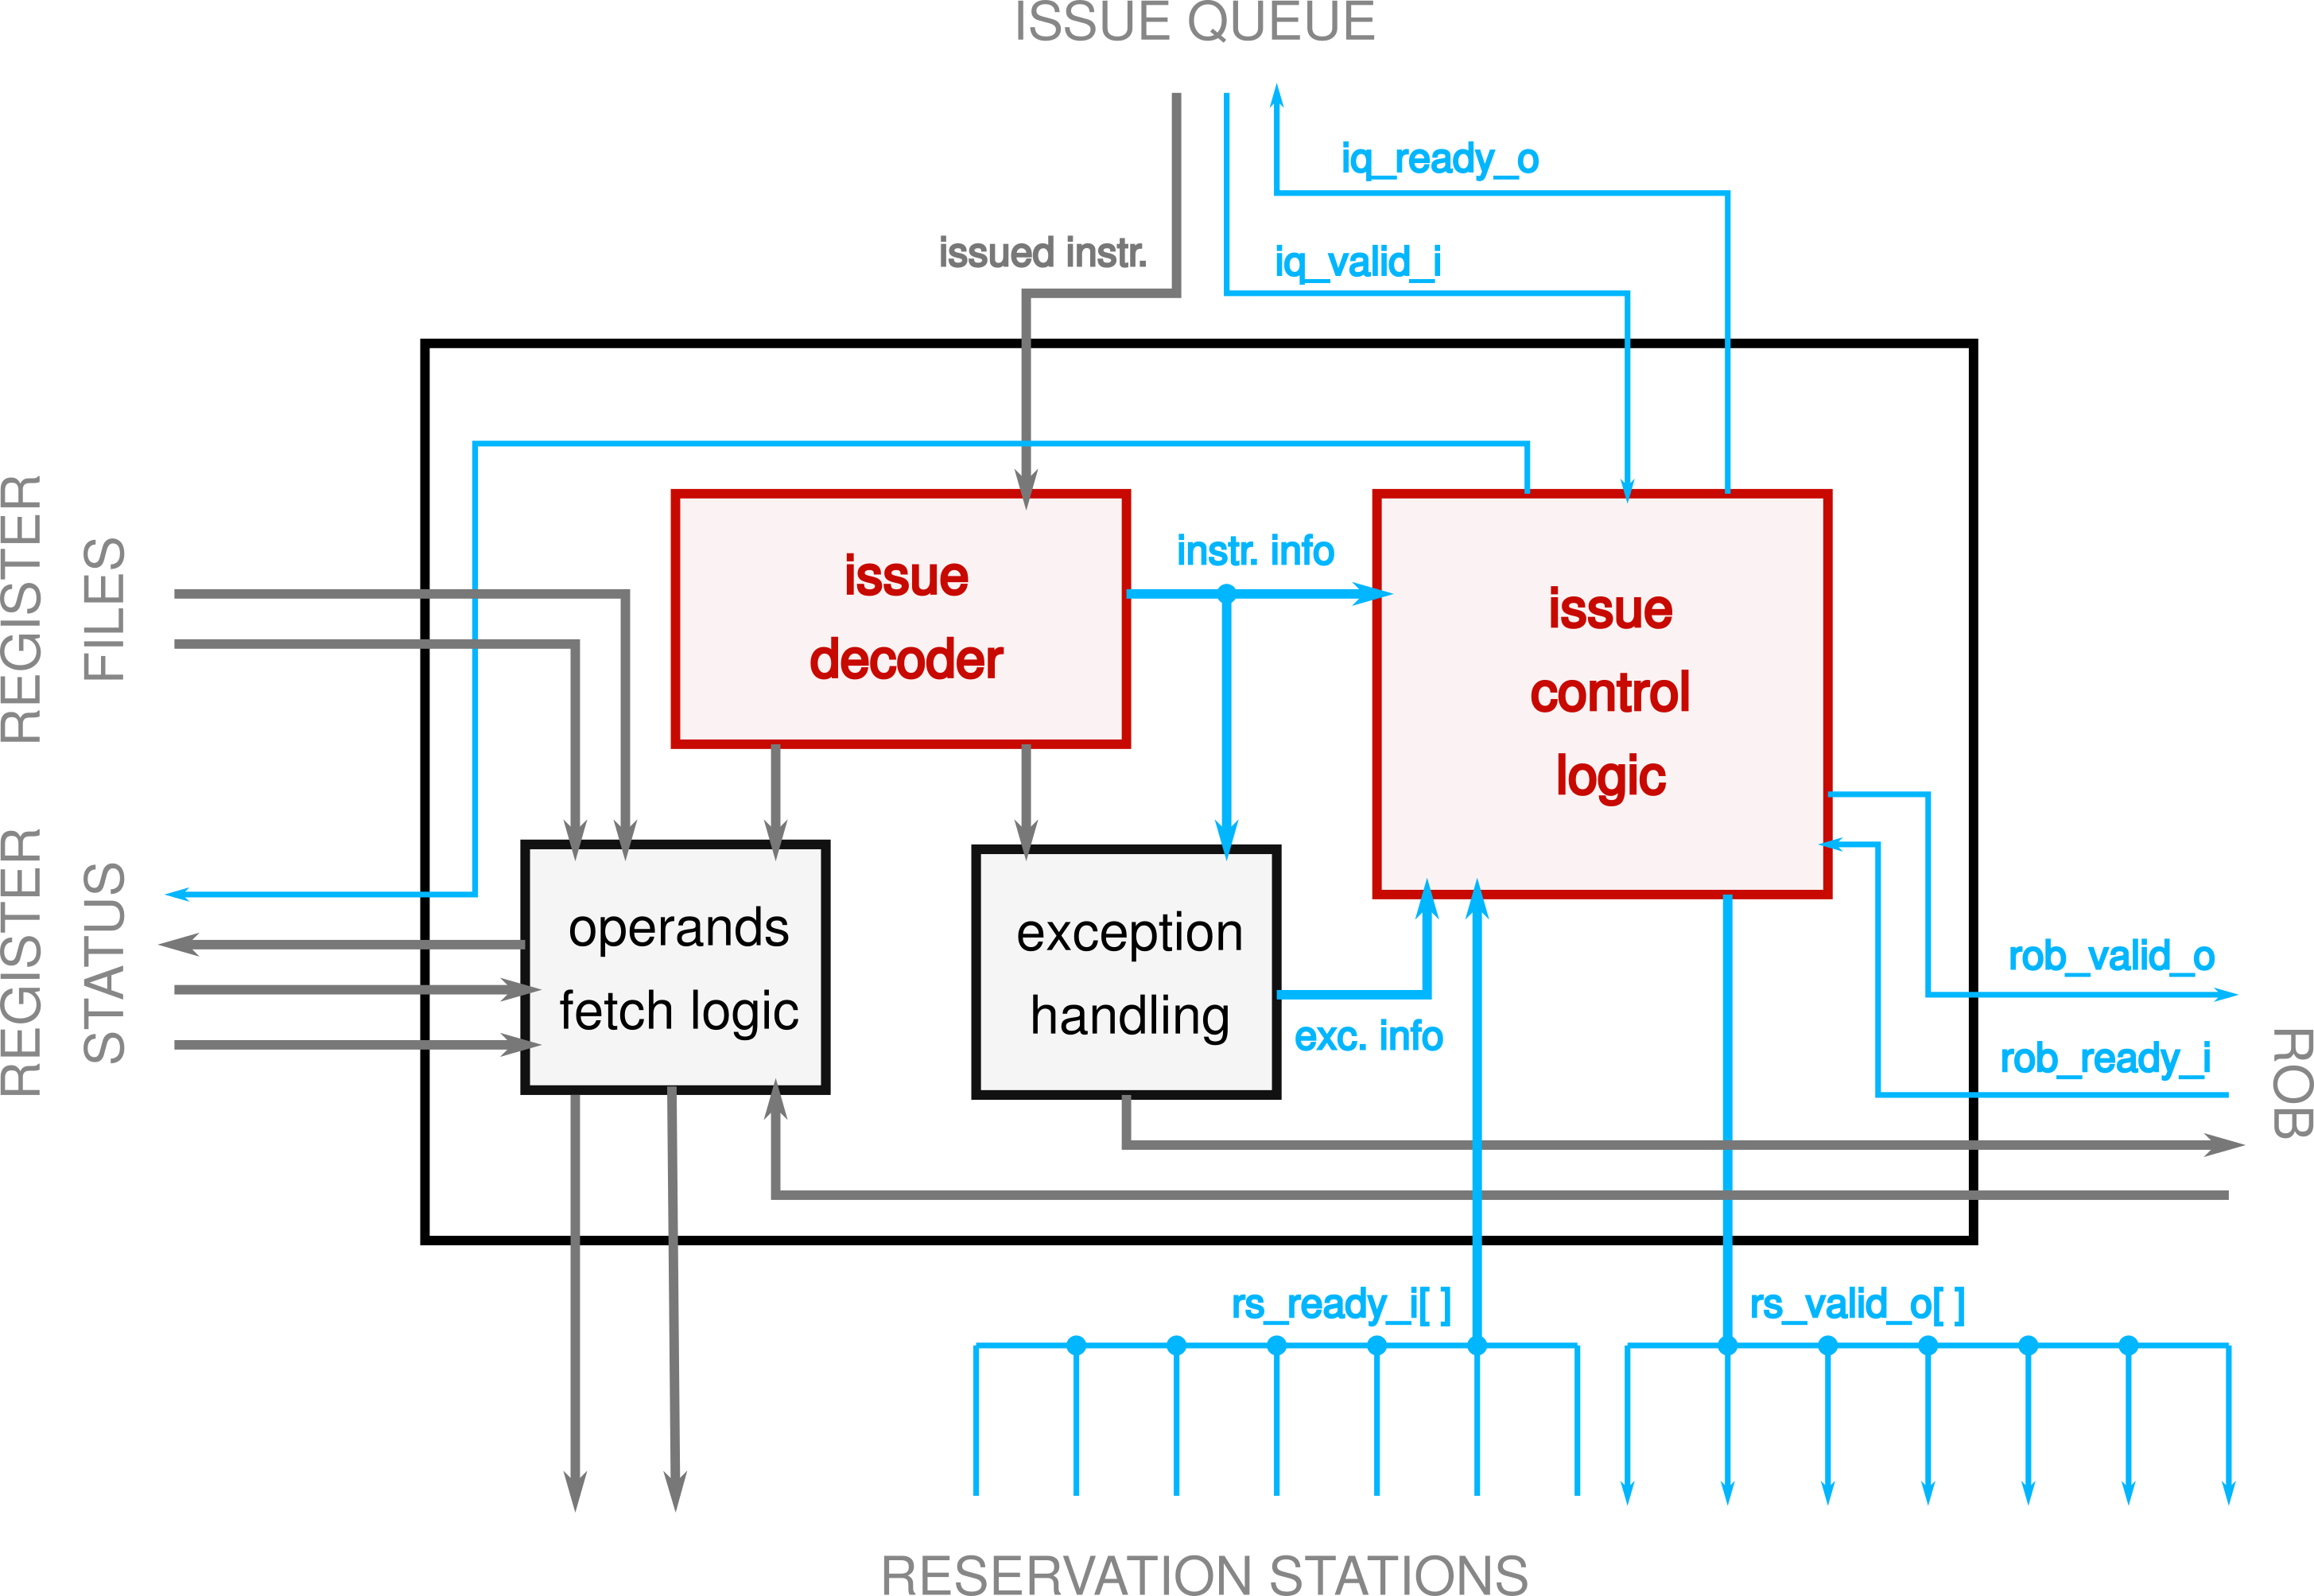 ISSUE QUEUE
iq_ready_o
issued instr.
iq_valid_i
REGISTER
FILES
issue
decoder
instr. info
issue
control
logic
REGISTER
STATUS
operands
fetch logic
exception
handling
exc. info
rob_valid_o
rob_ready_i
ROB
rs_ready_i[ ]
rs_valid_o[ ]
RESERVATION STATIONS